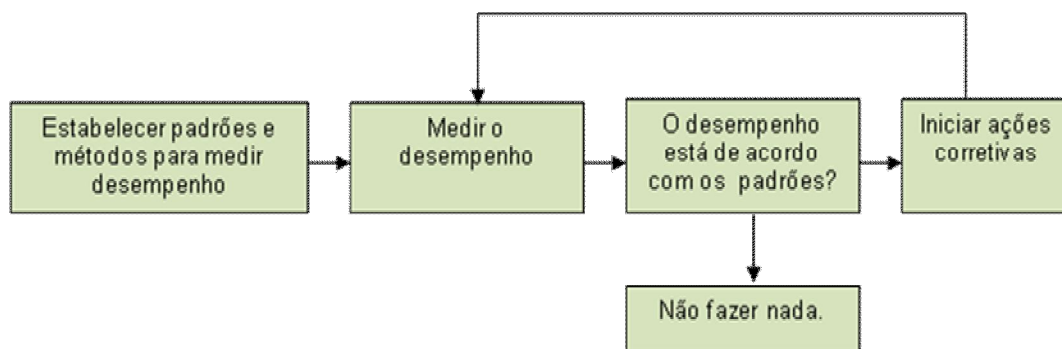 Estabelecer padrões e
métodos para medir
desempenho
Medir o
desempenho
O desempenho
está de acordo
com os padrões?
Iniciar ações
corretivas
Não fazer nada.